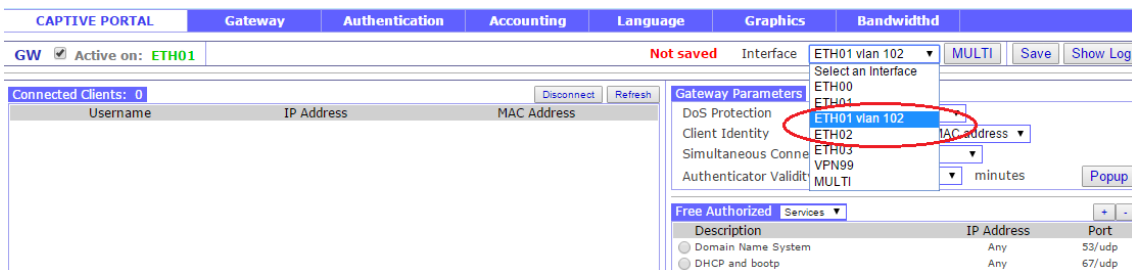 CAPTIVE PORTAL Gateway Authentication Accounting Language Graphics Bandwidthd
GW Active on: ETH01 Not saved Interface ETH01 vlan 102 MULTI Save Show Log
Select an Interface
ETH00
ETH01
ETH01 vlan 102
ETH02
ETH03
VPN99
MULTI
Connected Clients: 0 Disconnect Refresh
Username IP Address MAC Address
Gateway Parameters
DoS Protection
Client Identity MAC address
Simultaneous Conne
Authenticator Validit minutes Popup
Free Authorized Services + -
Description IP Address Port
Domain Name System Any 53/udp
DHCP and bootp Any 67/udp